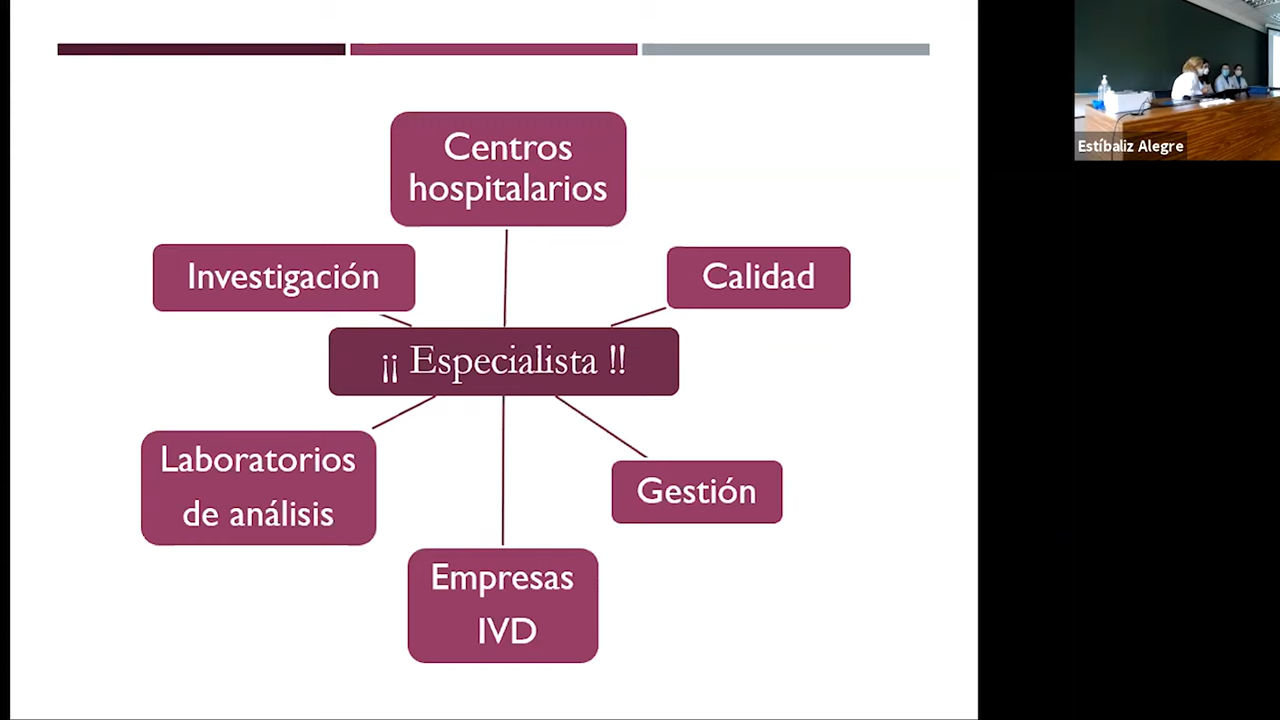 Centros
hospitalarios
Investigación
Calidad
¡¡ Especialista !!
Laboratorios
de análisis
Gestión
Empresas
IVD
Estíbaliz Alegre